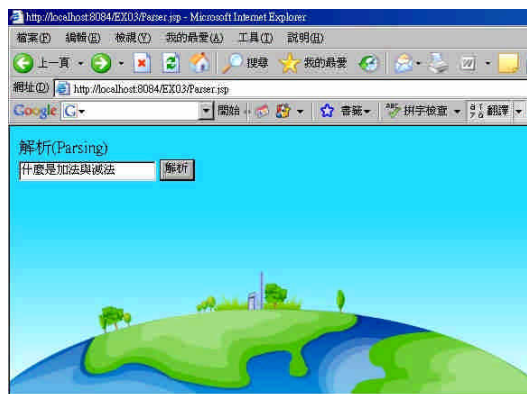 http://localhost:8084/EX03/Parser.jsp - Microsoft Internet Explorer
檔案(F) 編輯(E) 檢視(V) 我的最愛(A) 工具(T) 說明(H)
上一頁 搜尋 我的最愛
網址(D) http://localhost:8084/EX03/Parser.jsp
Google G 開始 書籤 拼字檢查 翻譯
解析(Parsing)
什麼是加法與減法 解析